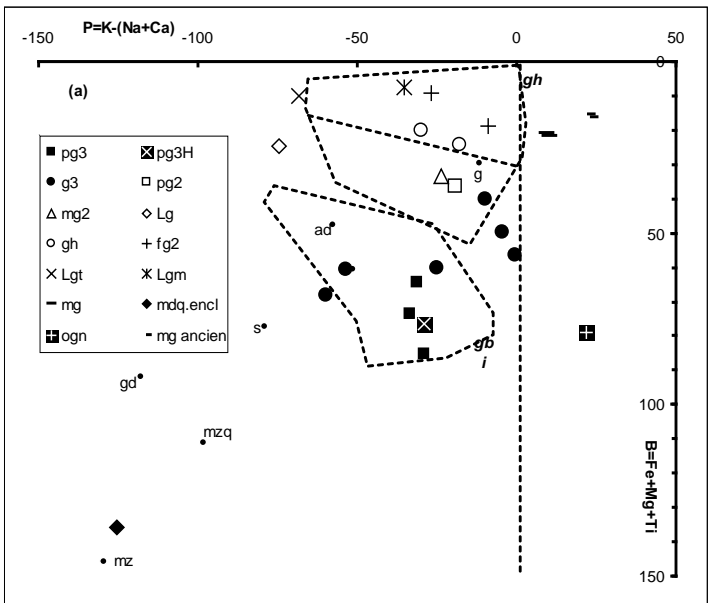 P=K-(Na+Ca)
-150 -100 -50 0 50
0
(a)
gh
pg3 pg3H
g3 pg2
mg2 Lg
gh fg2
Lgt Lgm
mg mdq.encl
ogn mg ancien
g
50
ad
s
gb
i
gd
100
mzq
B=Fe+Mg+Ti
mz
150